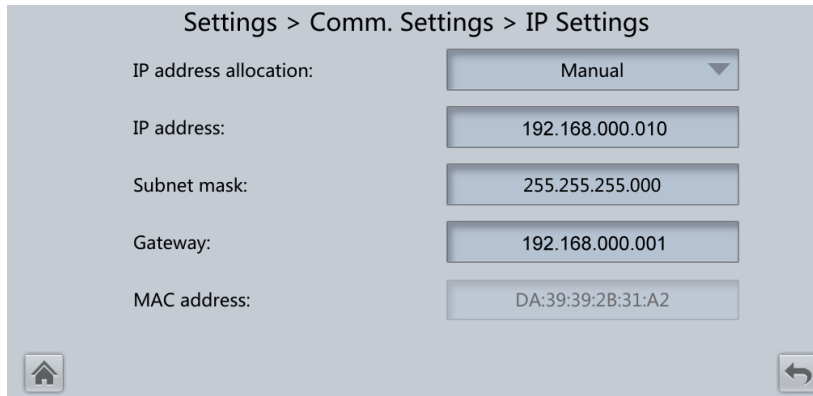 Settings > Comm. Settings > IP Settings
IP address allocation: Manual
IP address: 192.168.000.010
Subnet mask: 255.255.255.000
Gateway: 192.168.000.001
MAC address: DA:39:39:2B:31:A2